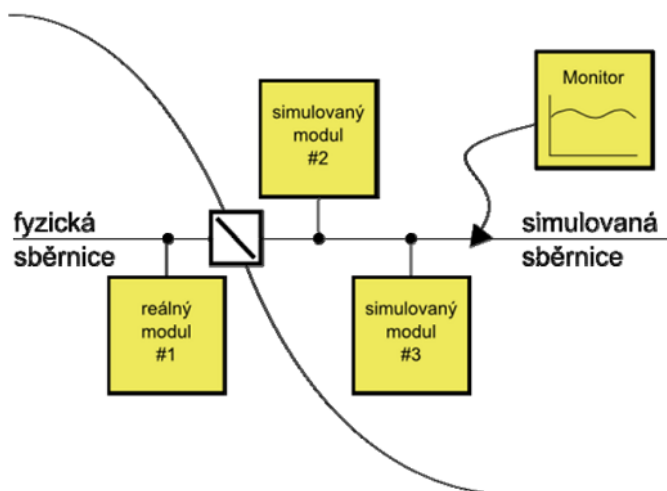 Monitor
simulovaný
modul
#2
fyzická
sběrnice
simulovaná
sběrnice
reálný
modul
#1
simulovaný
modul
#3